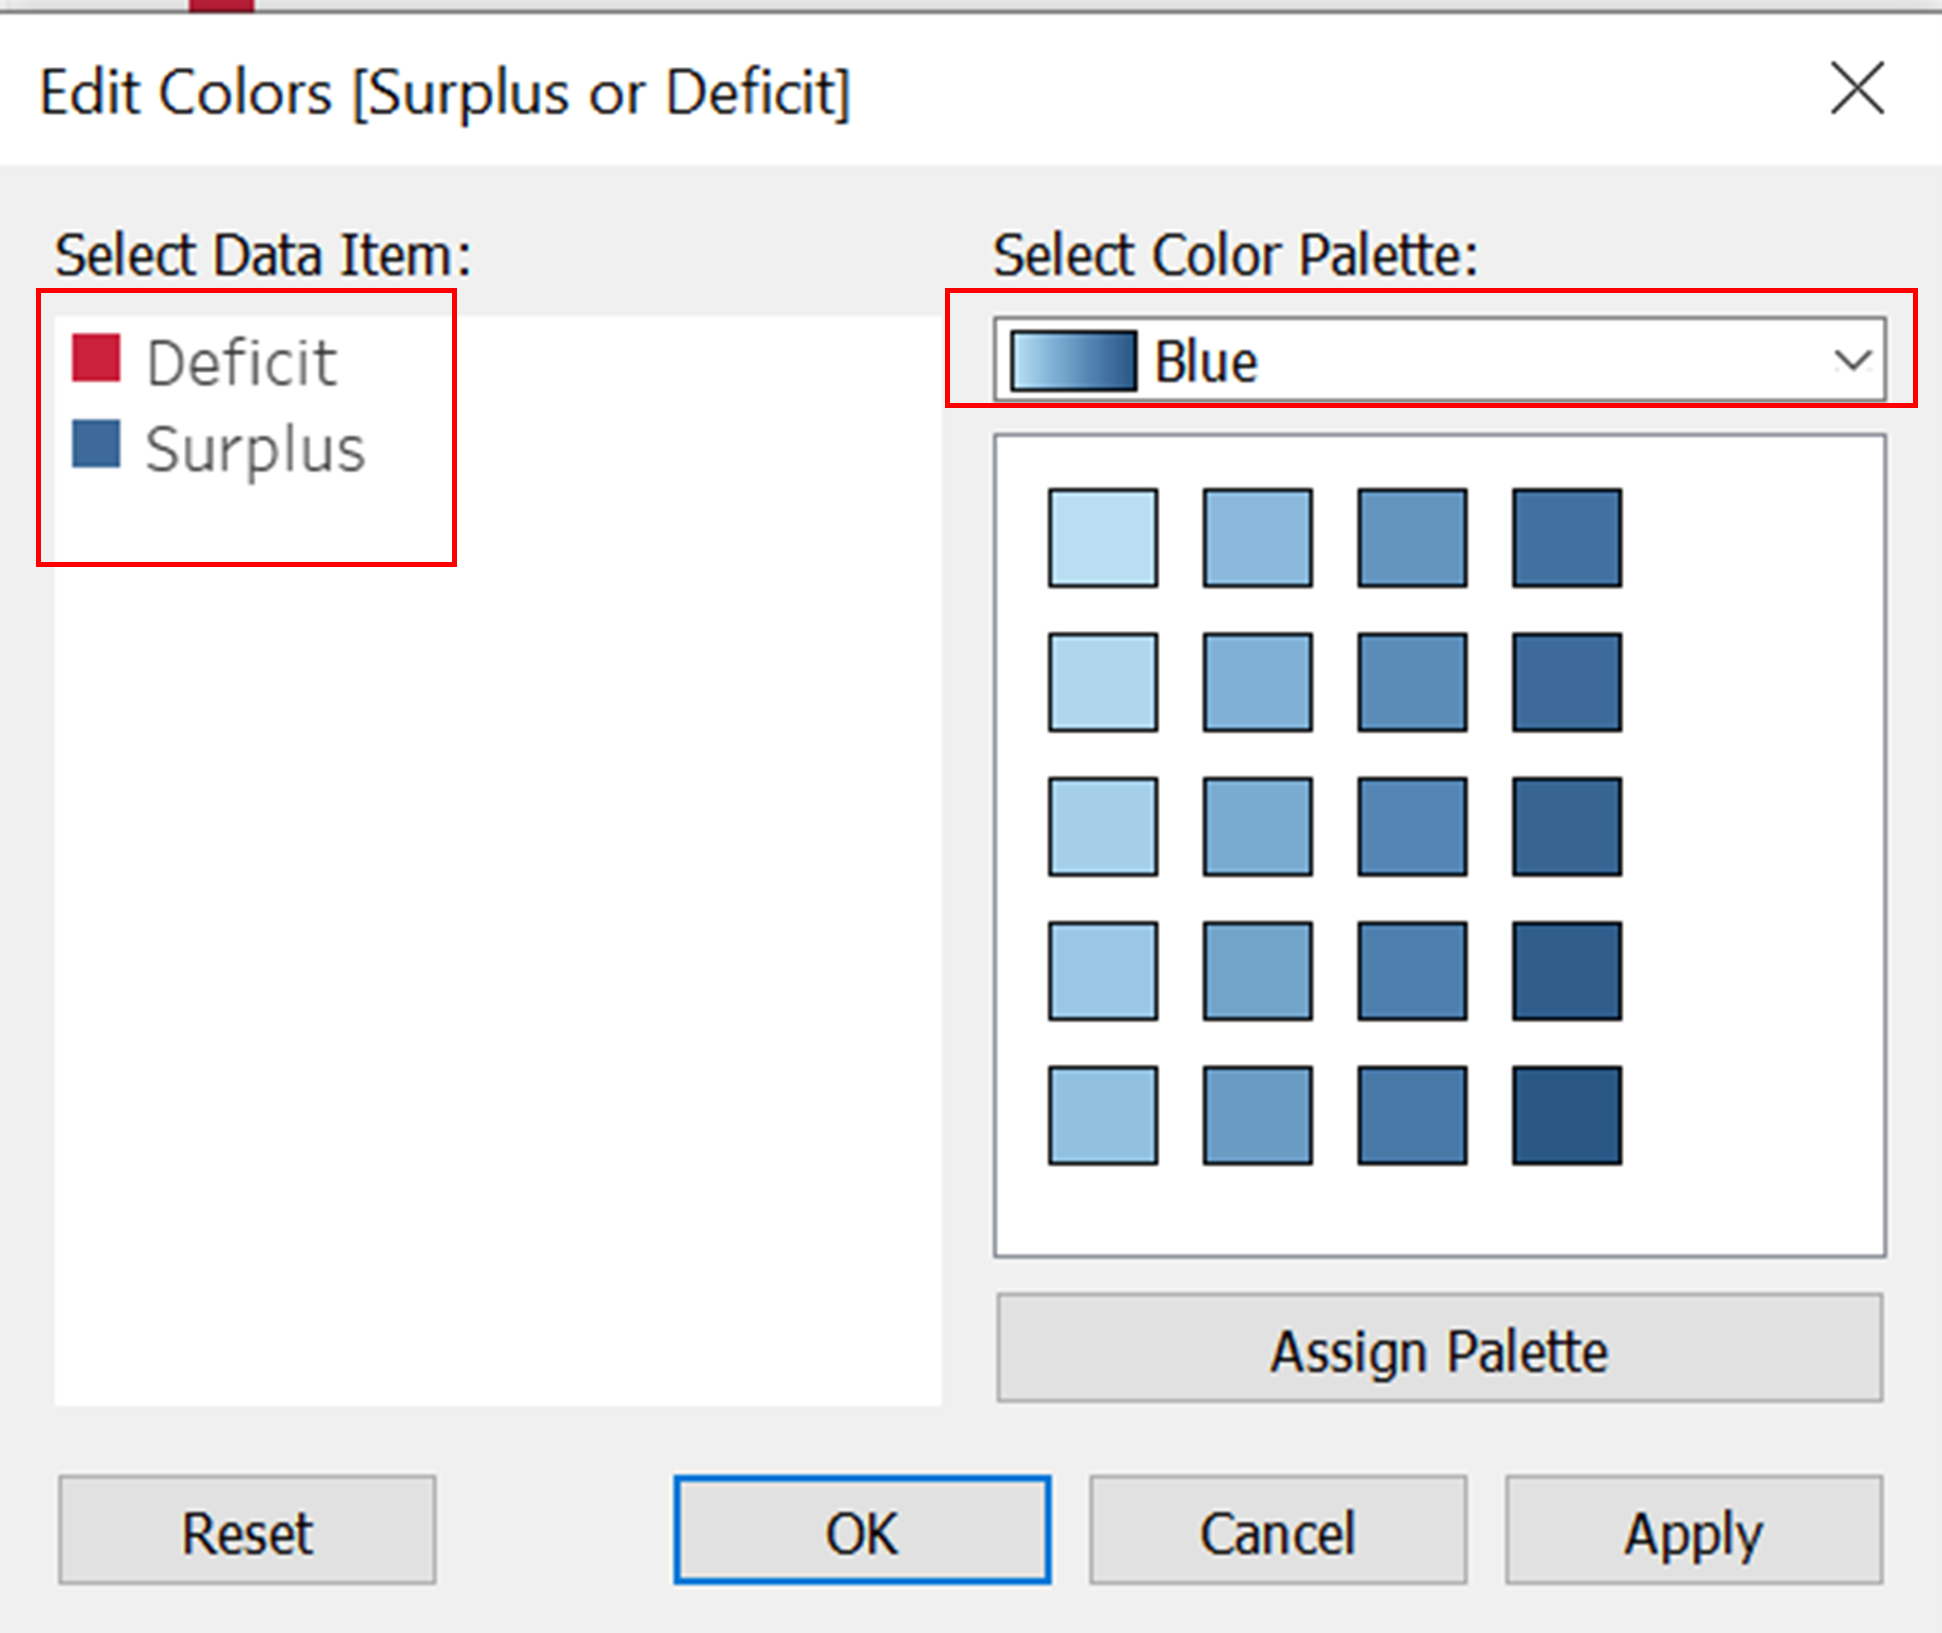 Edit Colors [Surplus or Deficit]
Select Data Item:
Deficit
Surplus
Select Color Palette:
Blue
Assign Palette
Reset
OK
Cancel
Apply